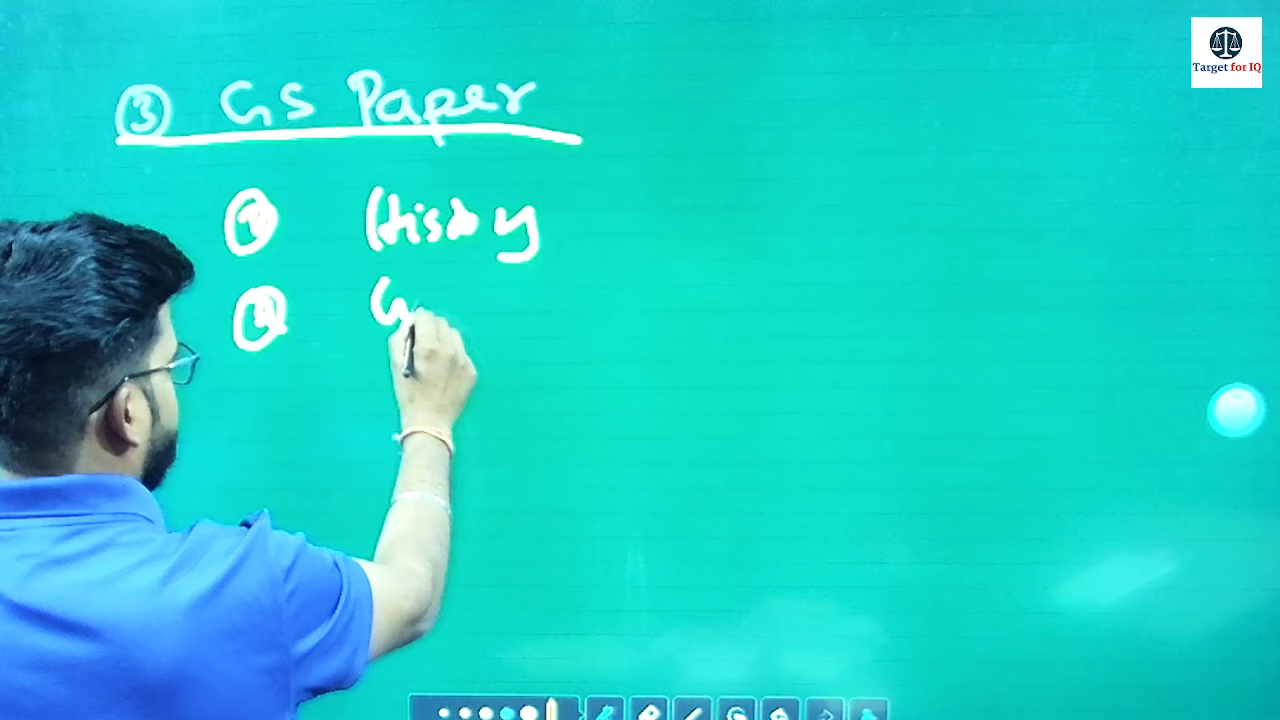 ③ GS Paper
① History
② G
Target for IQ